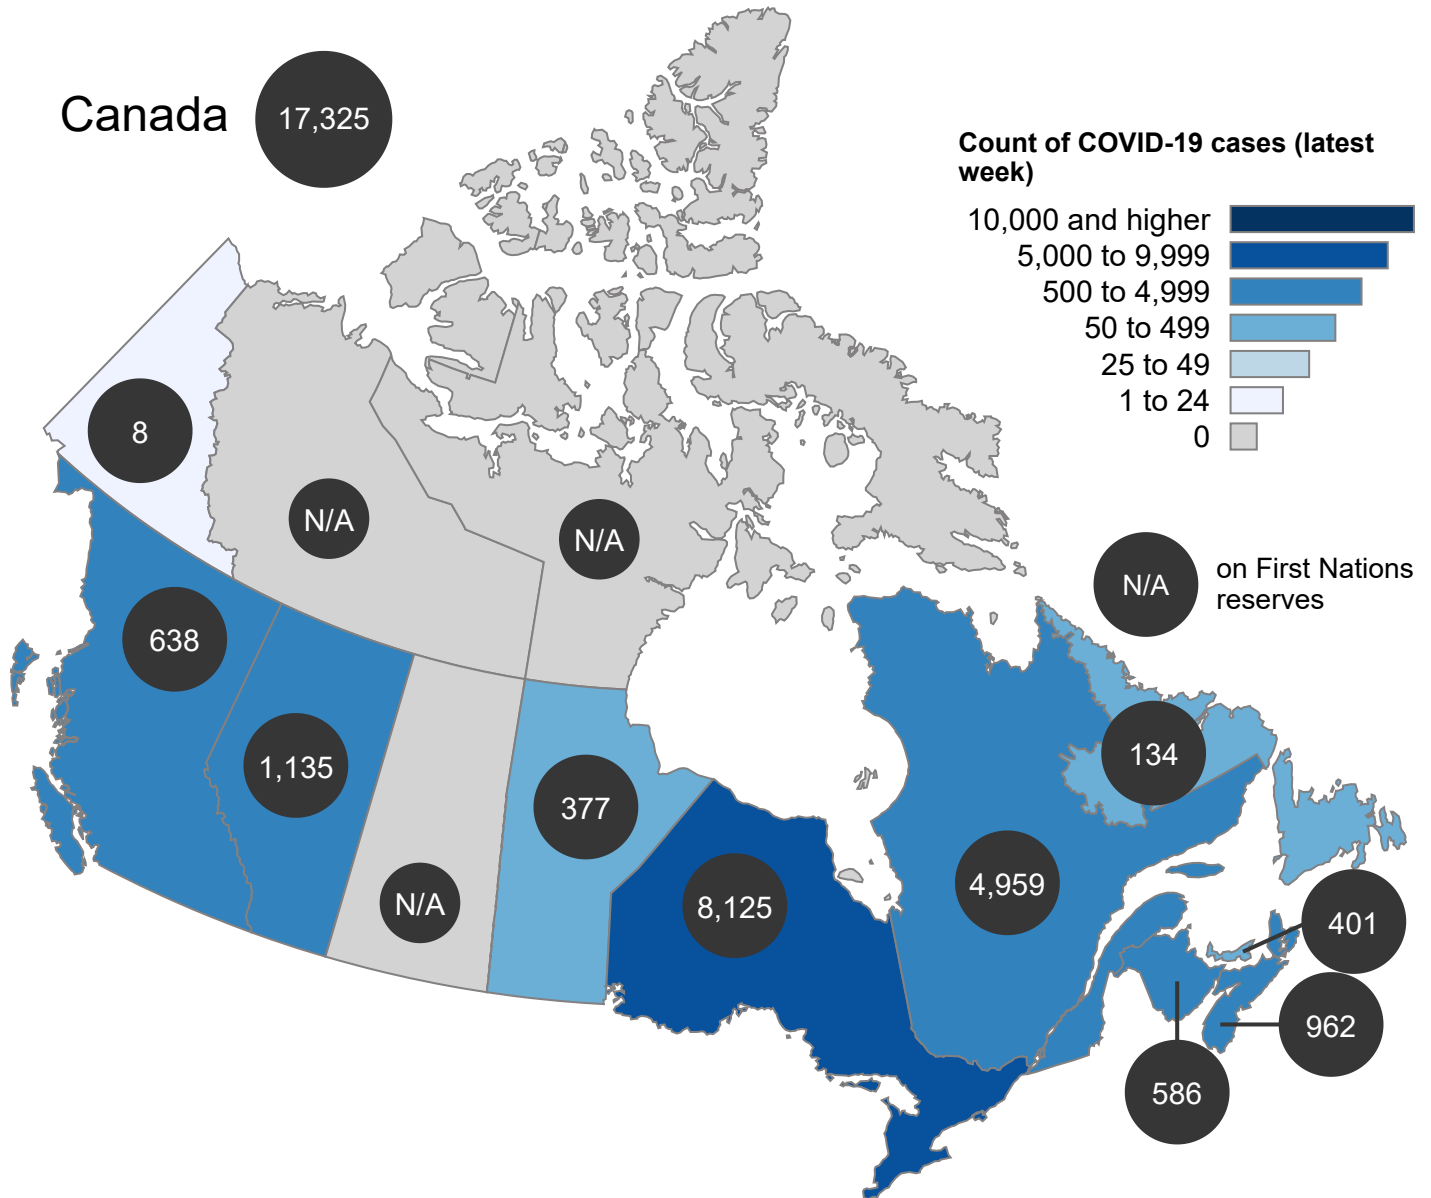 Canada
17,325
Count of COVID-19 cases (latest
week)
10,000 and higher
5,000 to 9,999
500 to 4,999
50 to 499
25 to 49
1 to 24
0
8
N/A
N/A
N/A
on First Nations
reserves
638
1,135
377
134
N/A
8,125
4,959
401
962
586